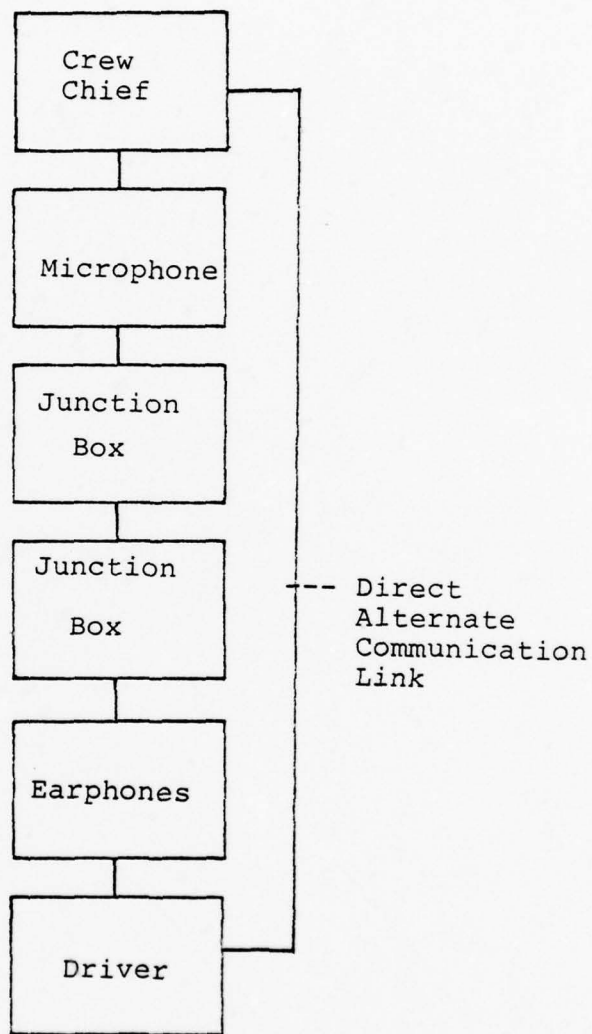 Crew
Chief
Microphone
Junction
Box
Junction
Box
Direct
Alternate
Communication
Link
Earphones
Driver